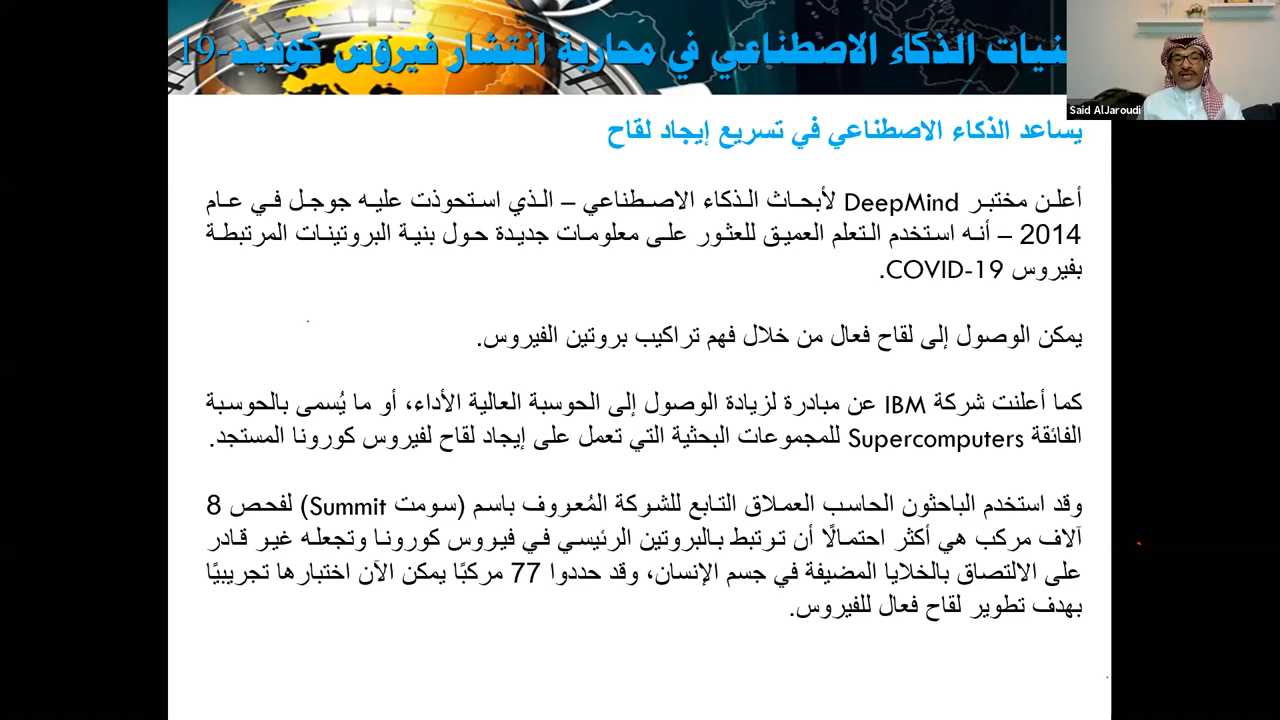 الذكاء الاصطناعي في محاربة انتشار فيروس كوفيد-19
Said AlJaroudi
يساعد الذكاء الاصطناعي في تسريع إيجاد لقاح
أعلن مختبر DeepMind لأبحاث الذكاء الاصطناعي – الذي استحوذت عليه جوجل في عام
2014 – أنه استخدم التعلم العميق للعثور على معلومات جديدة حول بنية البروتينات المرتبطة
بفيروس COVID-19.
يمكن الوصول إلى لقاح فعال من خلال فهم تراكيب بروتين الفيروس.
كما أعلنت شركة IBM عن مبادرة لزيادة الوصول إلى الحوسبة العالية الأداء، أو ما يُسمى بالحوسبة
الفائقة Supercomputers للمجموعات البحثية التي تعمل على إيجاد لقاح لفيروس كورونا المستجد.
وقد استخدم الباحثون الحاسب العملاق التابع للشركة المُعروف باسم (سومت Summit) لفحص 8
آلاف مركب هي أكثر احتمالًا أن ترتبط بالبروتين الرئيسي في فيروس كورونا وتجعله غير قادر
على الالتصاق بالخلايا المضيفة في جسم الإنسان، وقد حددوا 77 مركبًا يمكن الآن اختبارها تجريبيًا
بهدف تطوير لقاح فعال للفيروس.